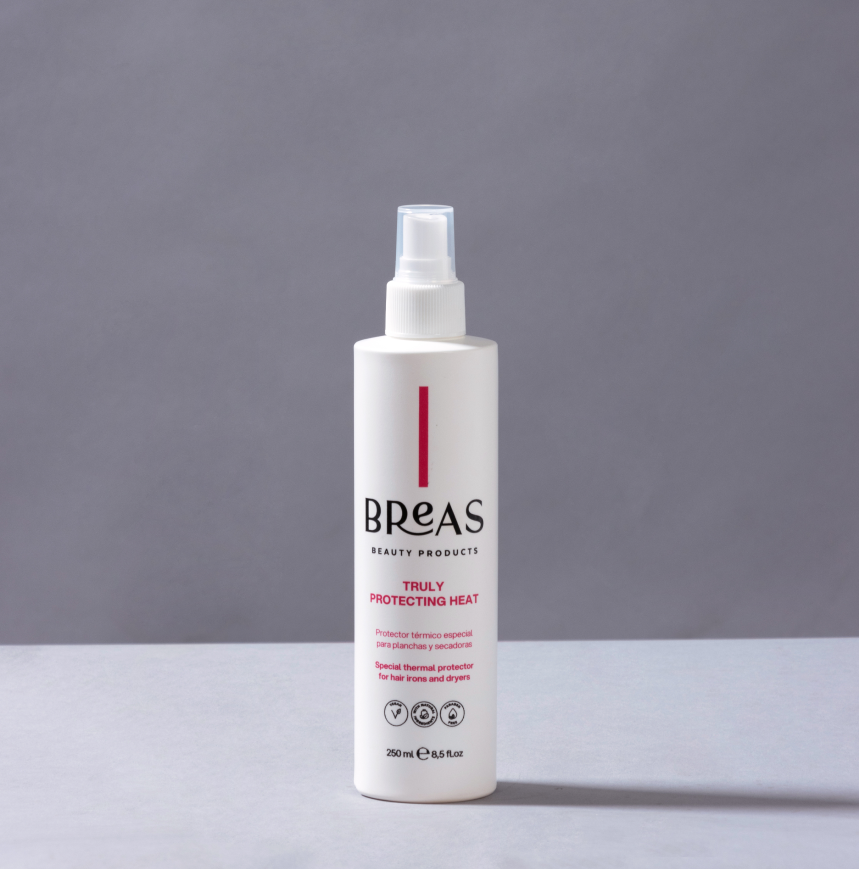 BReAS
BEAUTY PRODUCTS
TRULY
PROTECTING HEAT
Protector térmico especial
para planchas y secadoras
Special thermal protector
for hair irons and dryers
VEGAN
250 ml ℮ 8,5 fl.oz